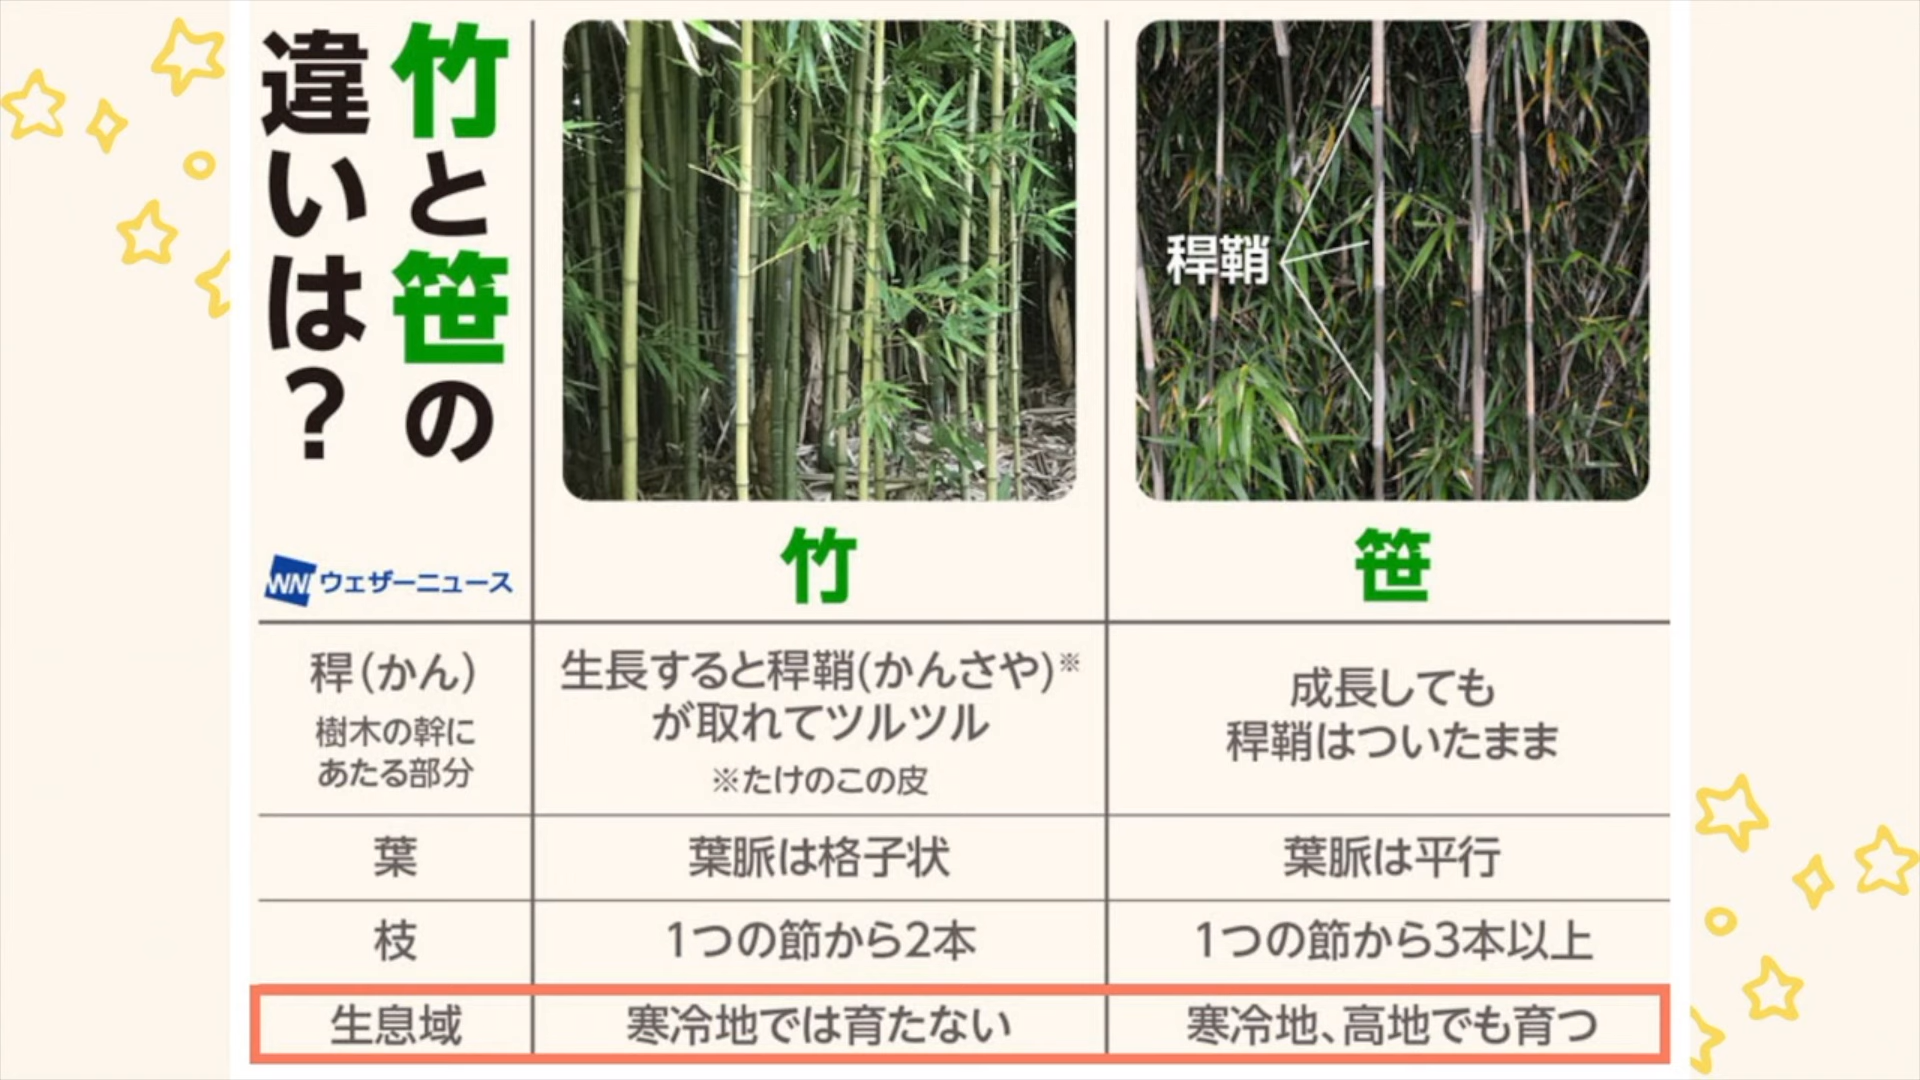 竹と笹の
違いは？
WNI ウェザーニュース
稈鞘
竹
笹
稈（かん）
樹木の幹に
あたる部分
生長すると稈鞘(かんさや)※
が取れてツルツル
※たけのこの皮
成長しても
稈鞘はついたまま
葉
葉脈は格子状
葉脈は平行
枝
1つの節から2本
1つの節から3本以上
生息域
寒冷地では育たない
寒冷地、高地でも育つ